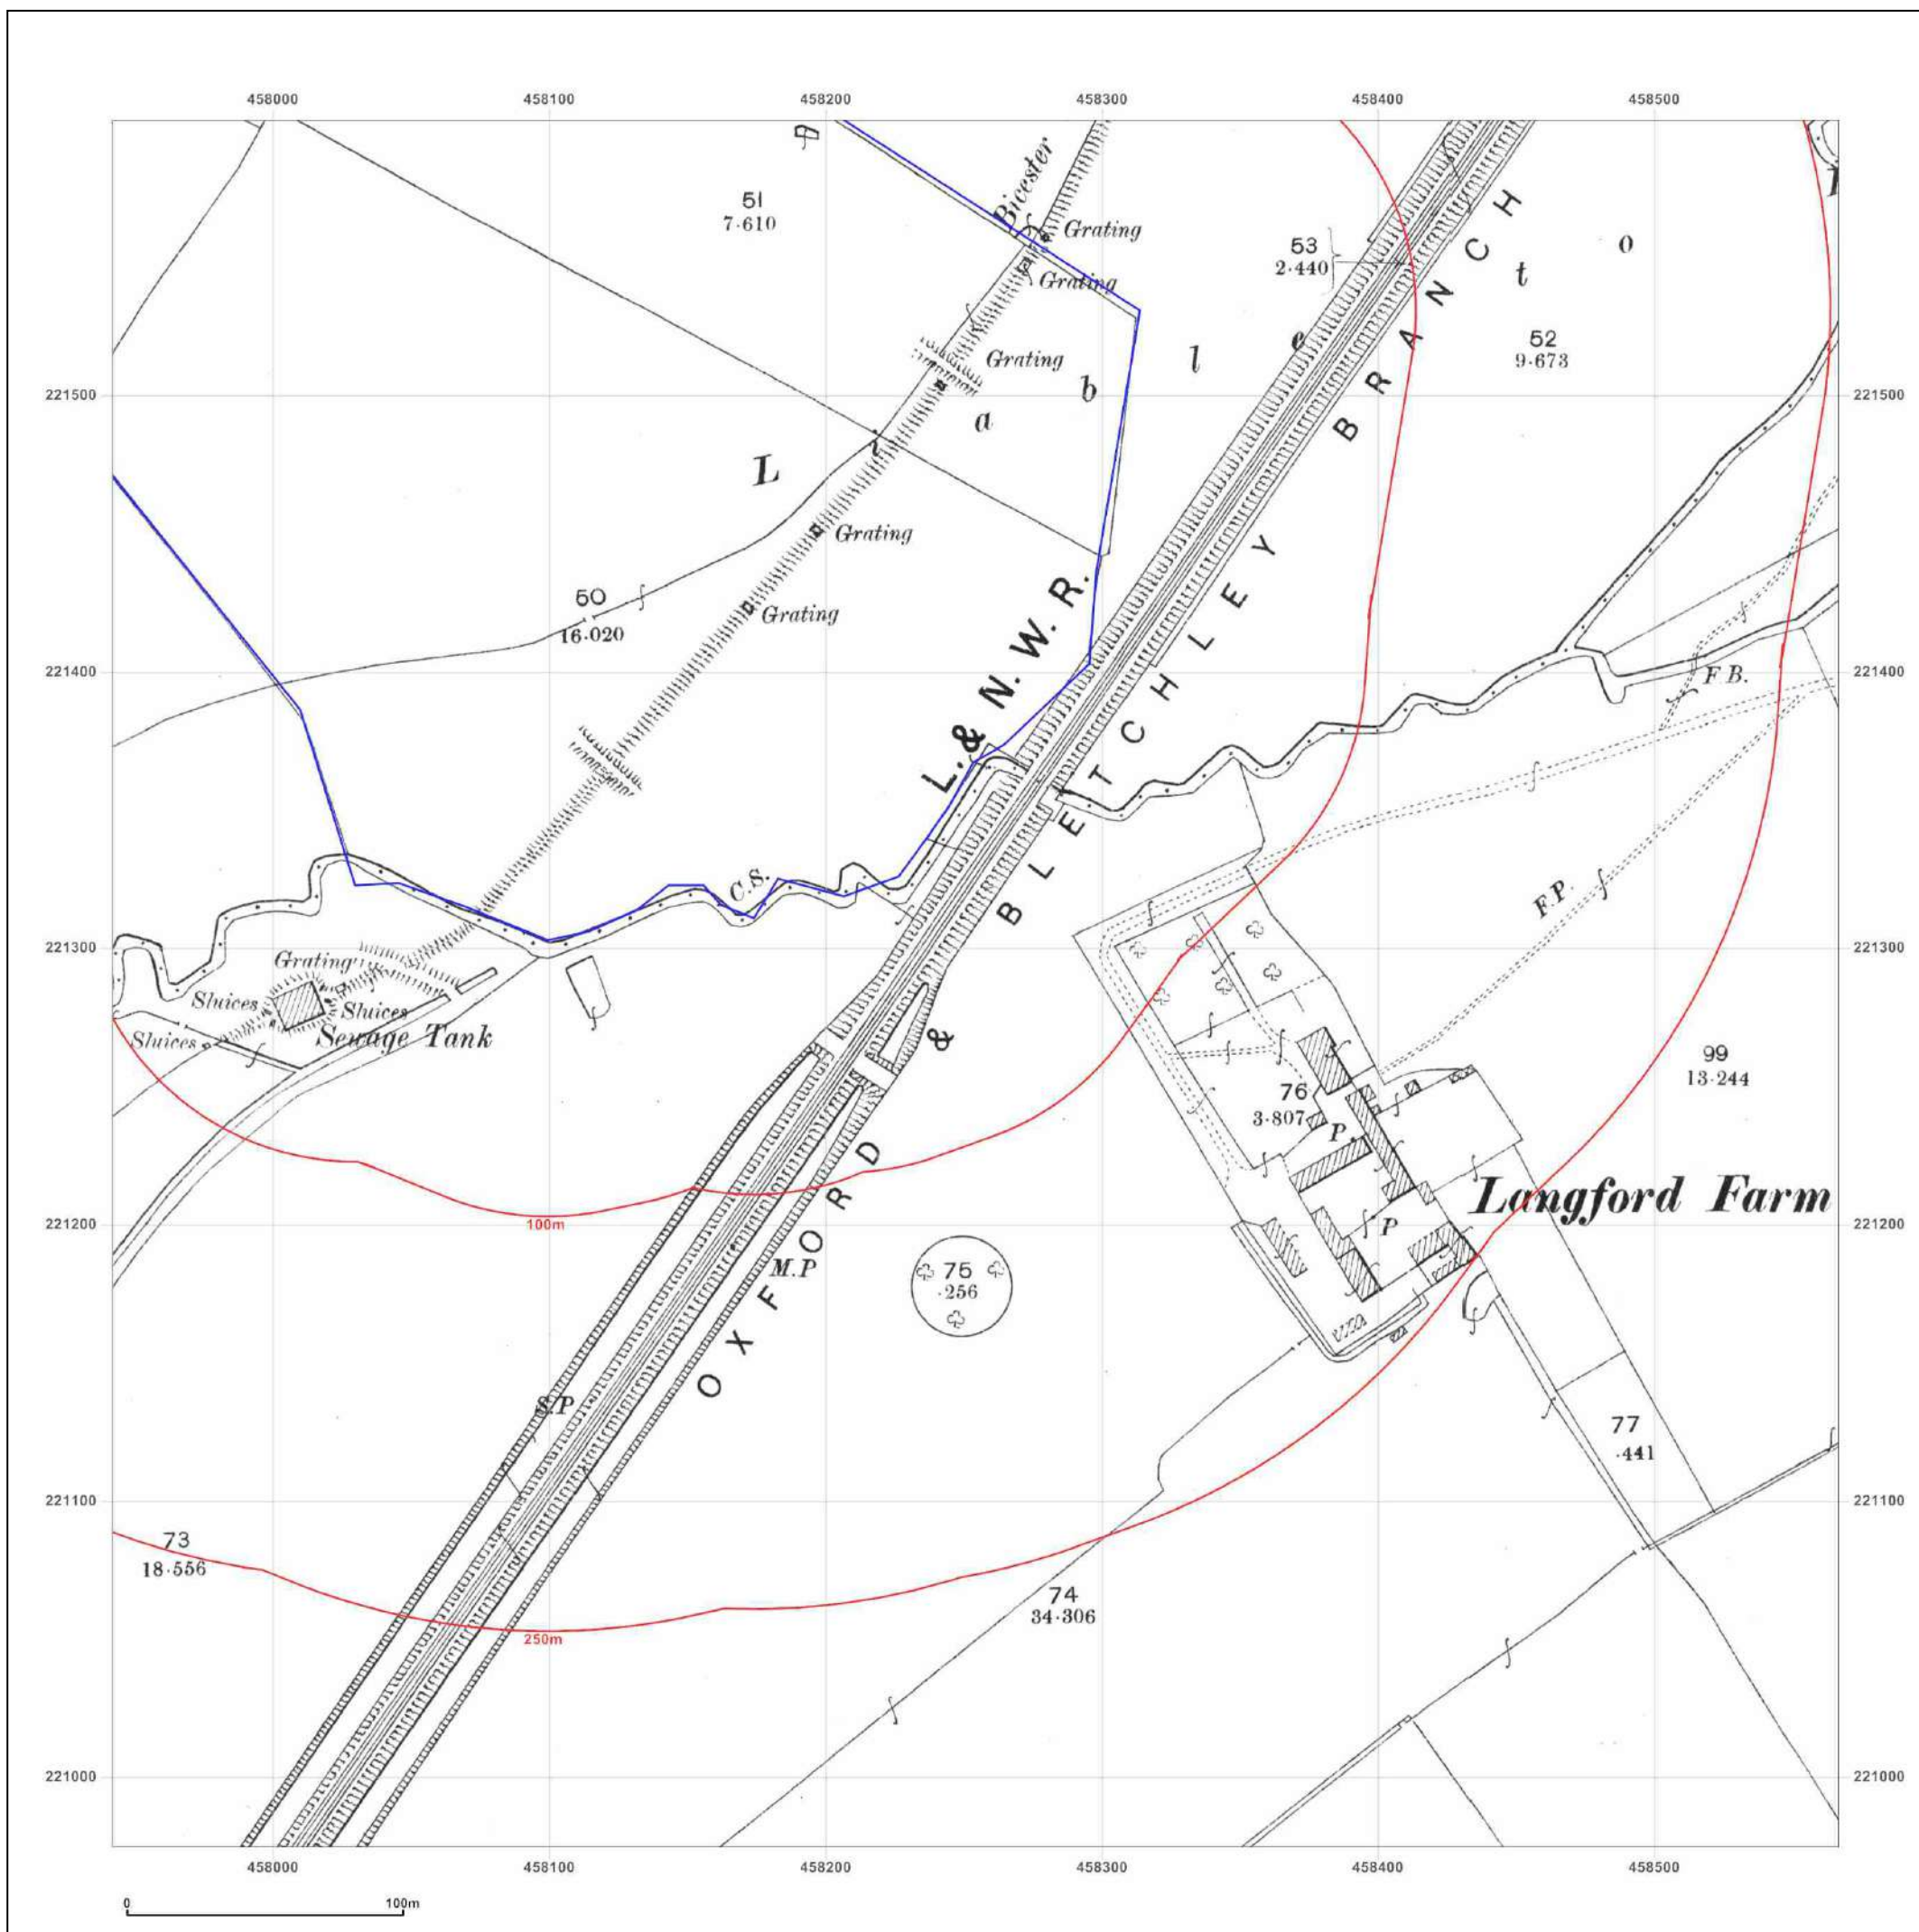 458000 458100 458200 458300 458400 458500
Bicester
51
7·610
Grating
Grating
53
2·440
52
9·673
Grating
L a b l e t o
221500 221500
Grating
50
16·020
Grating
L. & N. W. R.
221400 221400
F B.
C.S.
F.P.
221300 221300
Grating
Sluices
Sluices
Sluices
Sewage Tank
OXFORD & BLETCHLEY BRANCH
99
13·244
76
3·807
P.
Langford Farm
221200 221200
100m
P
M.P
75
·256
S.P
77
·441
221100 221100
73
18·556
74
34·306
250m
221000 221000
458000 458100 458200 458300 458400 458500
0 100m